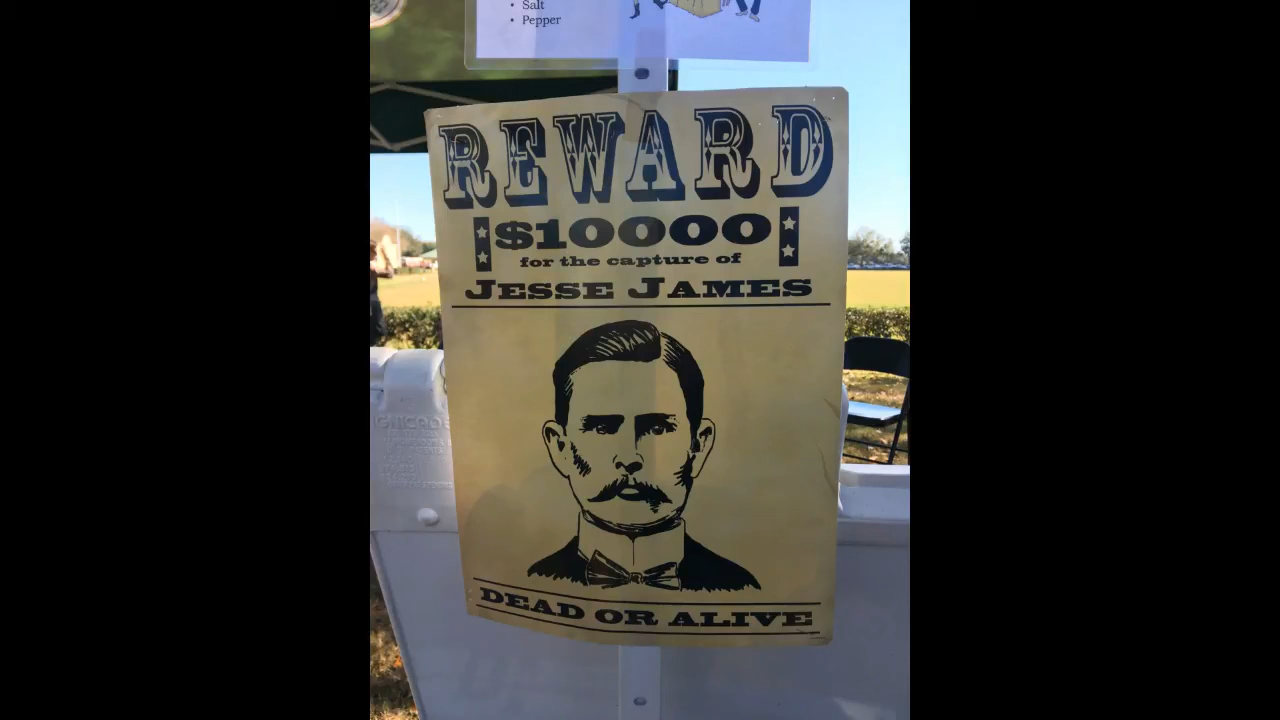 • Salt
• Pepper
REWARD
$10000
for the capture of
JESSE JAMES
DEAD OR ALIVE